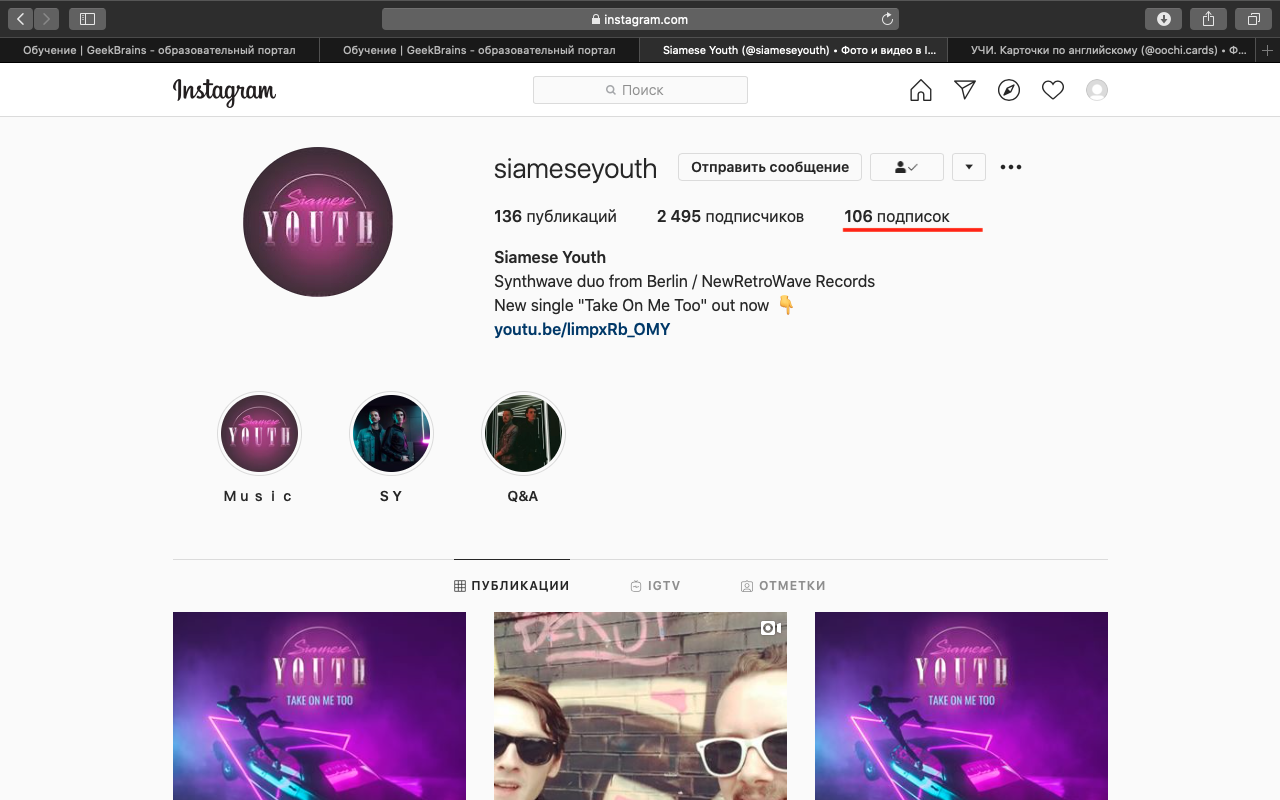 instagram.com
Обучение | GeekBrains - образовательный портал
Обучение | GeekBrains - образовательный портал
Siamese Youth (@siameseyouth) • Фото и видео в I...
УЧИ. Карточки по английскому (@oochi.cards) • Ф...
Instagram
Поиск
Siamese
YOUTH
siameseyouth
Отправить сообщение
136 публикаций
2 495 подписчиков
106 подписок
Siamese Youth
Synthwave duo from Berlin / NewRetroWave Records
New single "Take On Me Too" out now 👇
youtu.be/limpxRb_OMY
Siamese
YOUTH
M u s i c
S Y
Q&A
ПУБЛИКАЦИИ
IGTV
ОТМЕТКИ
Siamese
YOUTH
TAKE ON ME TOO
Siamese
YOUTH
TAKE ON ME TOO